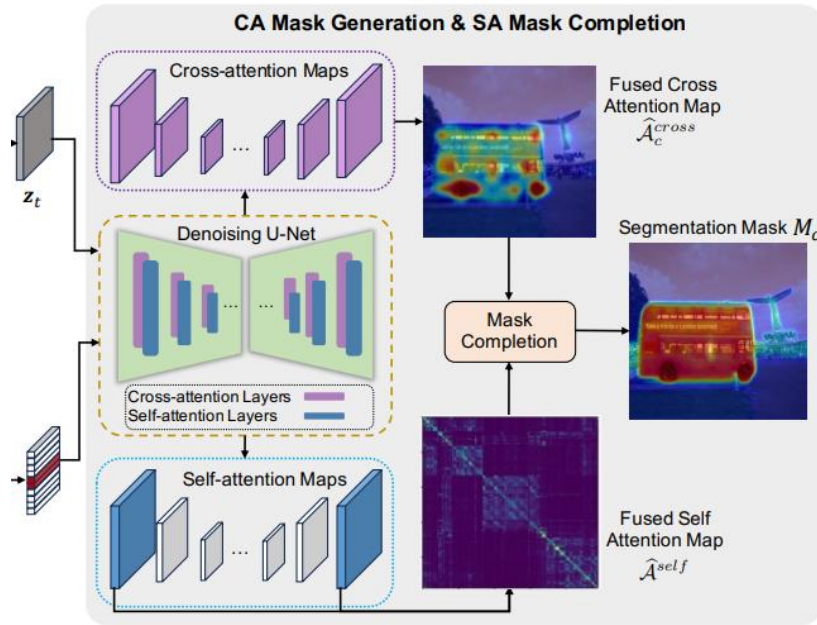 CA Mask Generation & SA Mask Completion
Cross-attention Maps
...
Fused Cross
Attention Map
𝒜̂_c^{cross}
z_t
Denoising U-Net
... ...
Cross-attention Layers
Self-attention Layers
Segmentation Mask M_c
Mask
Completion
Self-attention Maps
...
Fused Self
Attention Map
𝒜̂^{self}